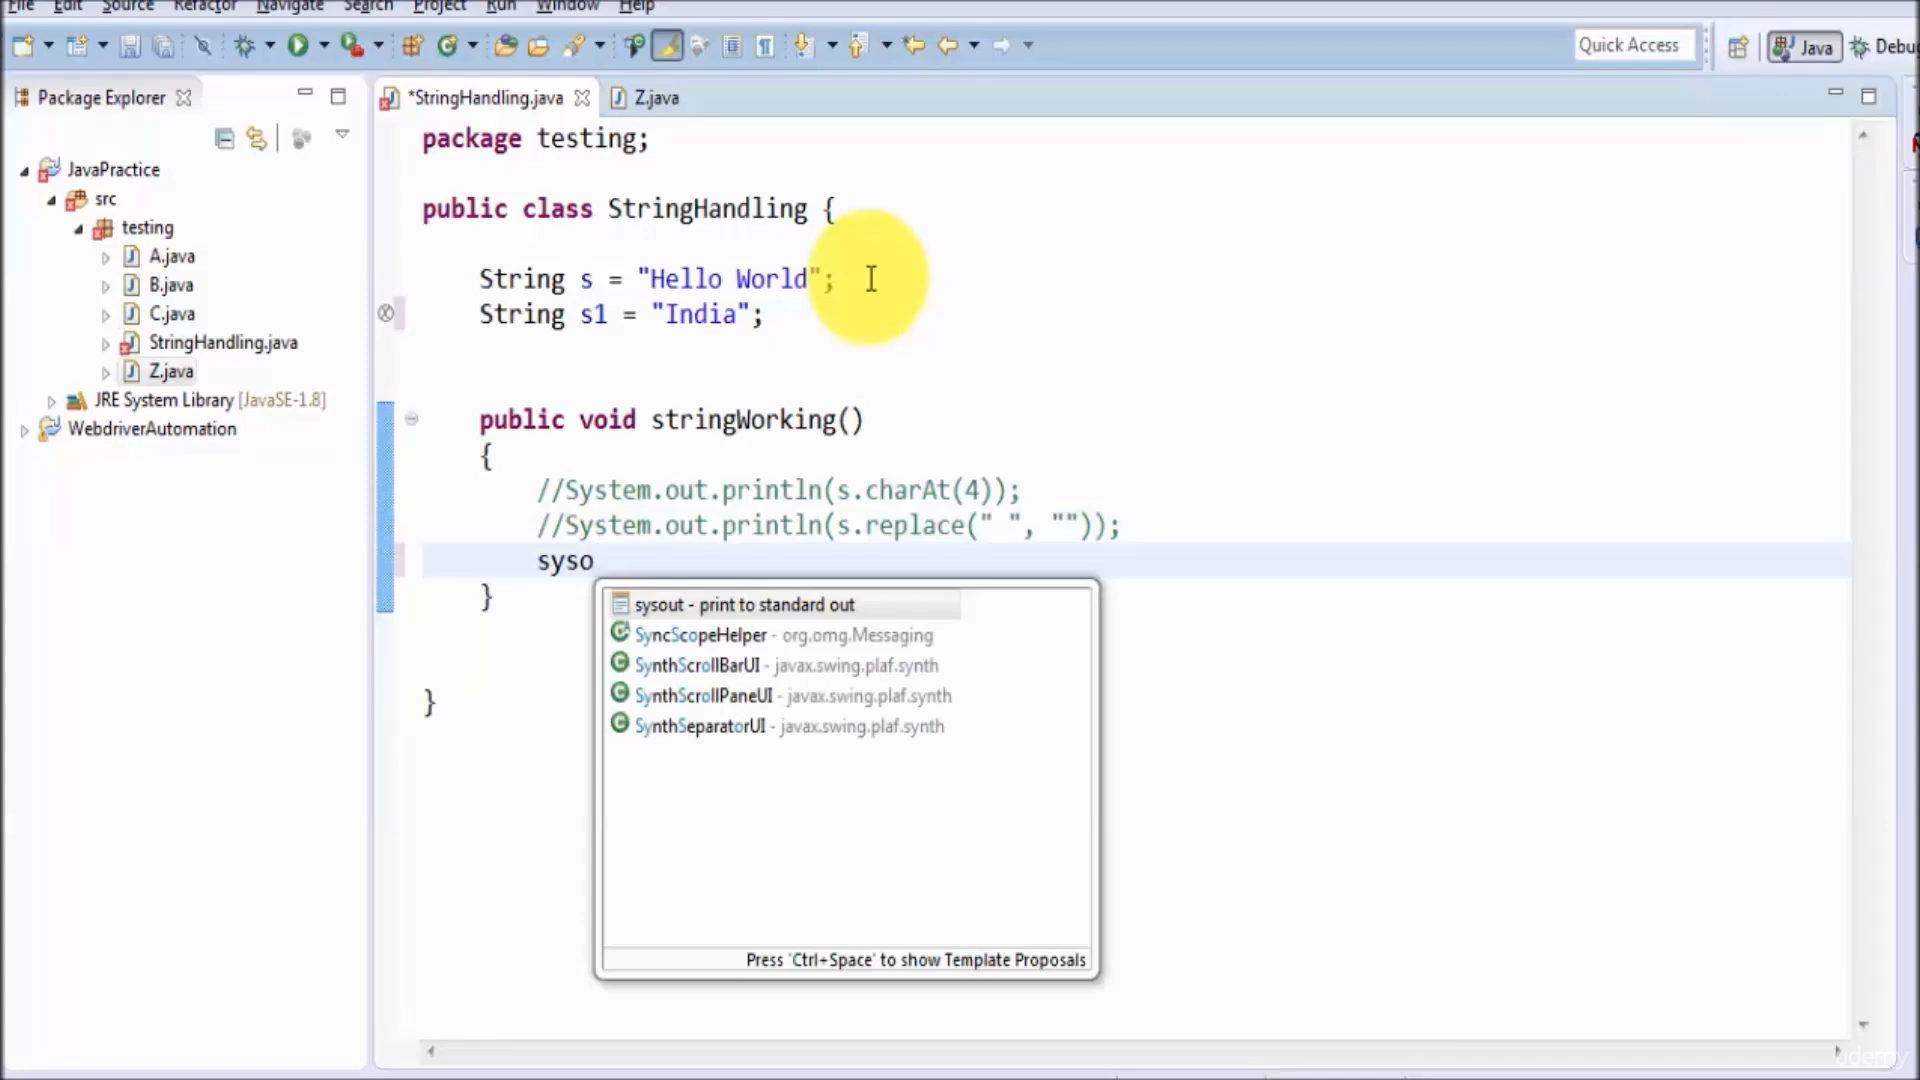 File Edit Source Refactor Navigate Search Project Run Window Help
Quick Access
Java
Debu
Package Explorer
*StringHandling.java
Z.java
JavaPractice
src
testing
A.java
B.java
C.java
StringHandling.java
Z.java
JRE System Library [JavaSE-1.8]
WebdriverAutomation
package testing;
public class StringHandling {
String s = "Hello World";
String s1 = "India";
public void stringWorking()
{
//System.out.println(s.charAt(4));
//System.out.println(s.replace(" ", ""));
syso
}
}
sysout - print to standard out
SyncScopeHelper - org.omg.Messaging
SynthScrollBarUI - javax.swing.plaf.synth
SynthScrollPaneUI - javax.swing.plaf.synth
SynthSeparatorUI - javax.swing.plaf.synth
Press 'Ctrl+Space' to show Template Proposals
udemy